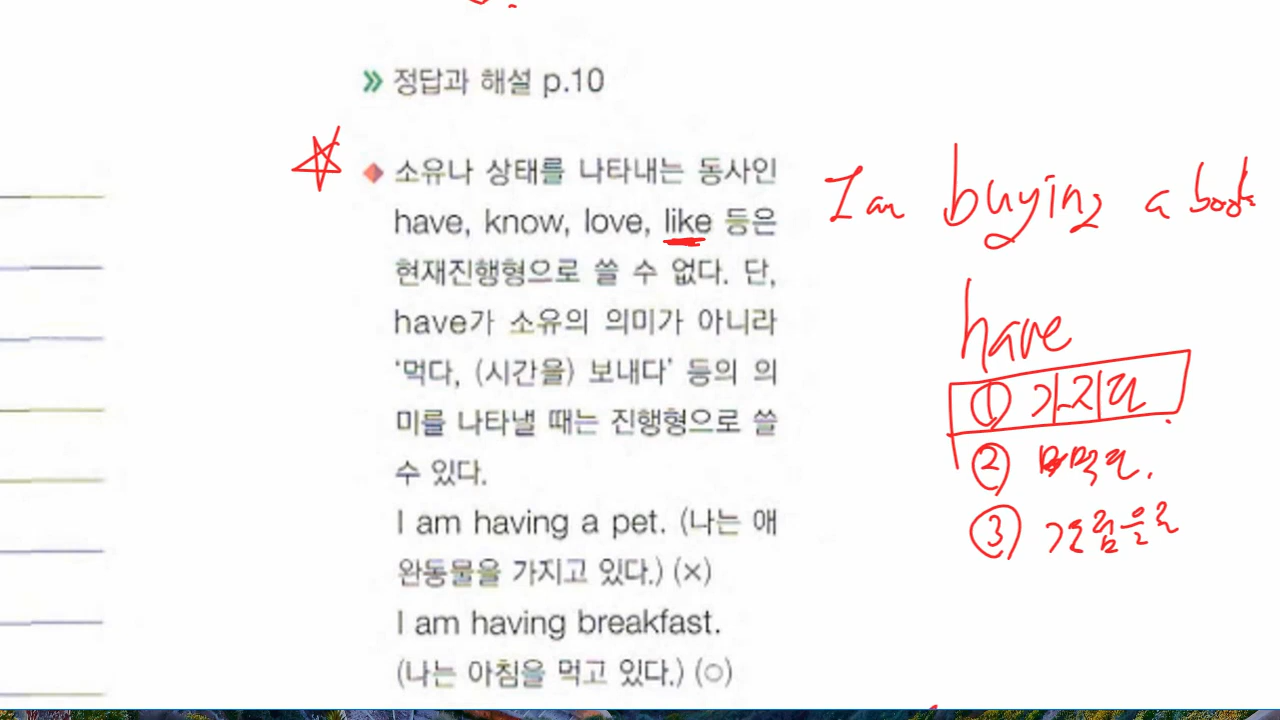 » 정답과 해설 p.10
◆ 소유나 상태를 나타내는 동사인
have, know, love, like 등은
현재진행형으로 쓸 수 없다. 단,
have가 소유의 의미가 아니라
‘먹다, (시간을) 보내다’ 등의 의
미를 나타낼 때는 진행형으로 쓸
수 있다.
I am having a pet. (나는 애
완동물을 가지고 있다.) (×)
I am having breakfast.
(나는 아침을 먹고 있다.) (○)
I am buying a book
have
① 가지다
② 먹다.
③